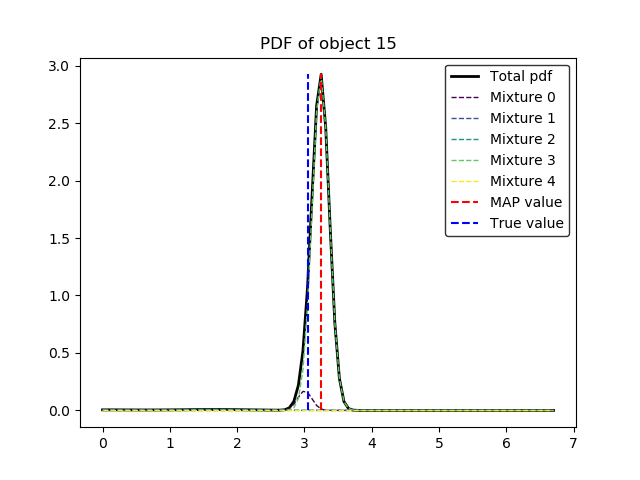 PDF of object 15
3.0
2.5
2.0
1.5
1.0
0.5
0.0
0 1 2 3 4 5 6 7
Total pdf
Mixture 0
Mixture 1
Mixture 2
Mixture 3
Mixture 4
MAP value
True value